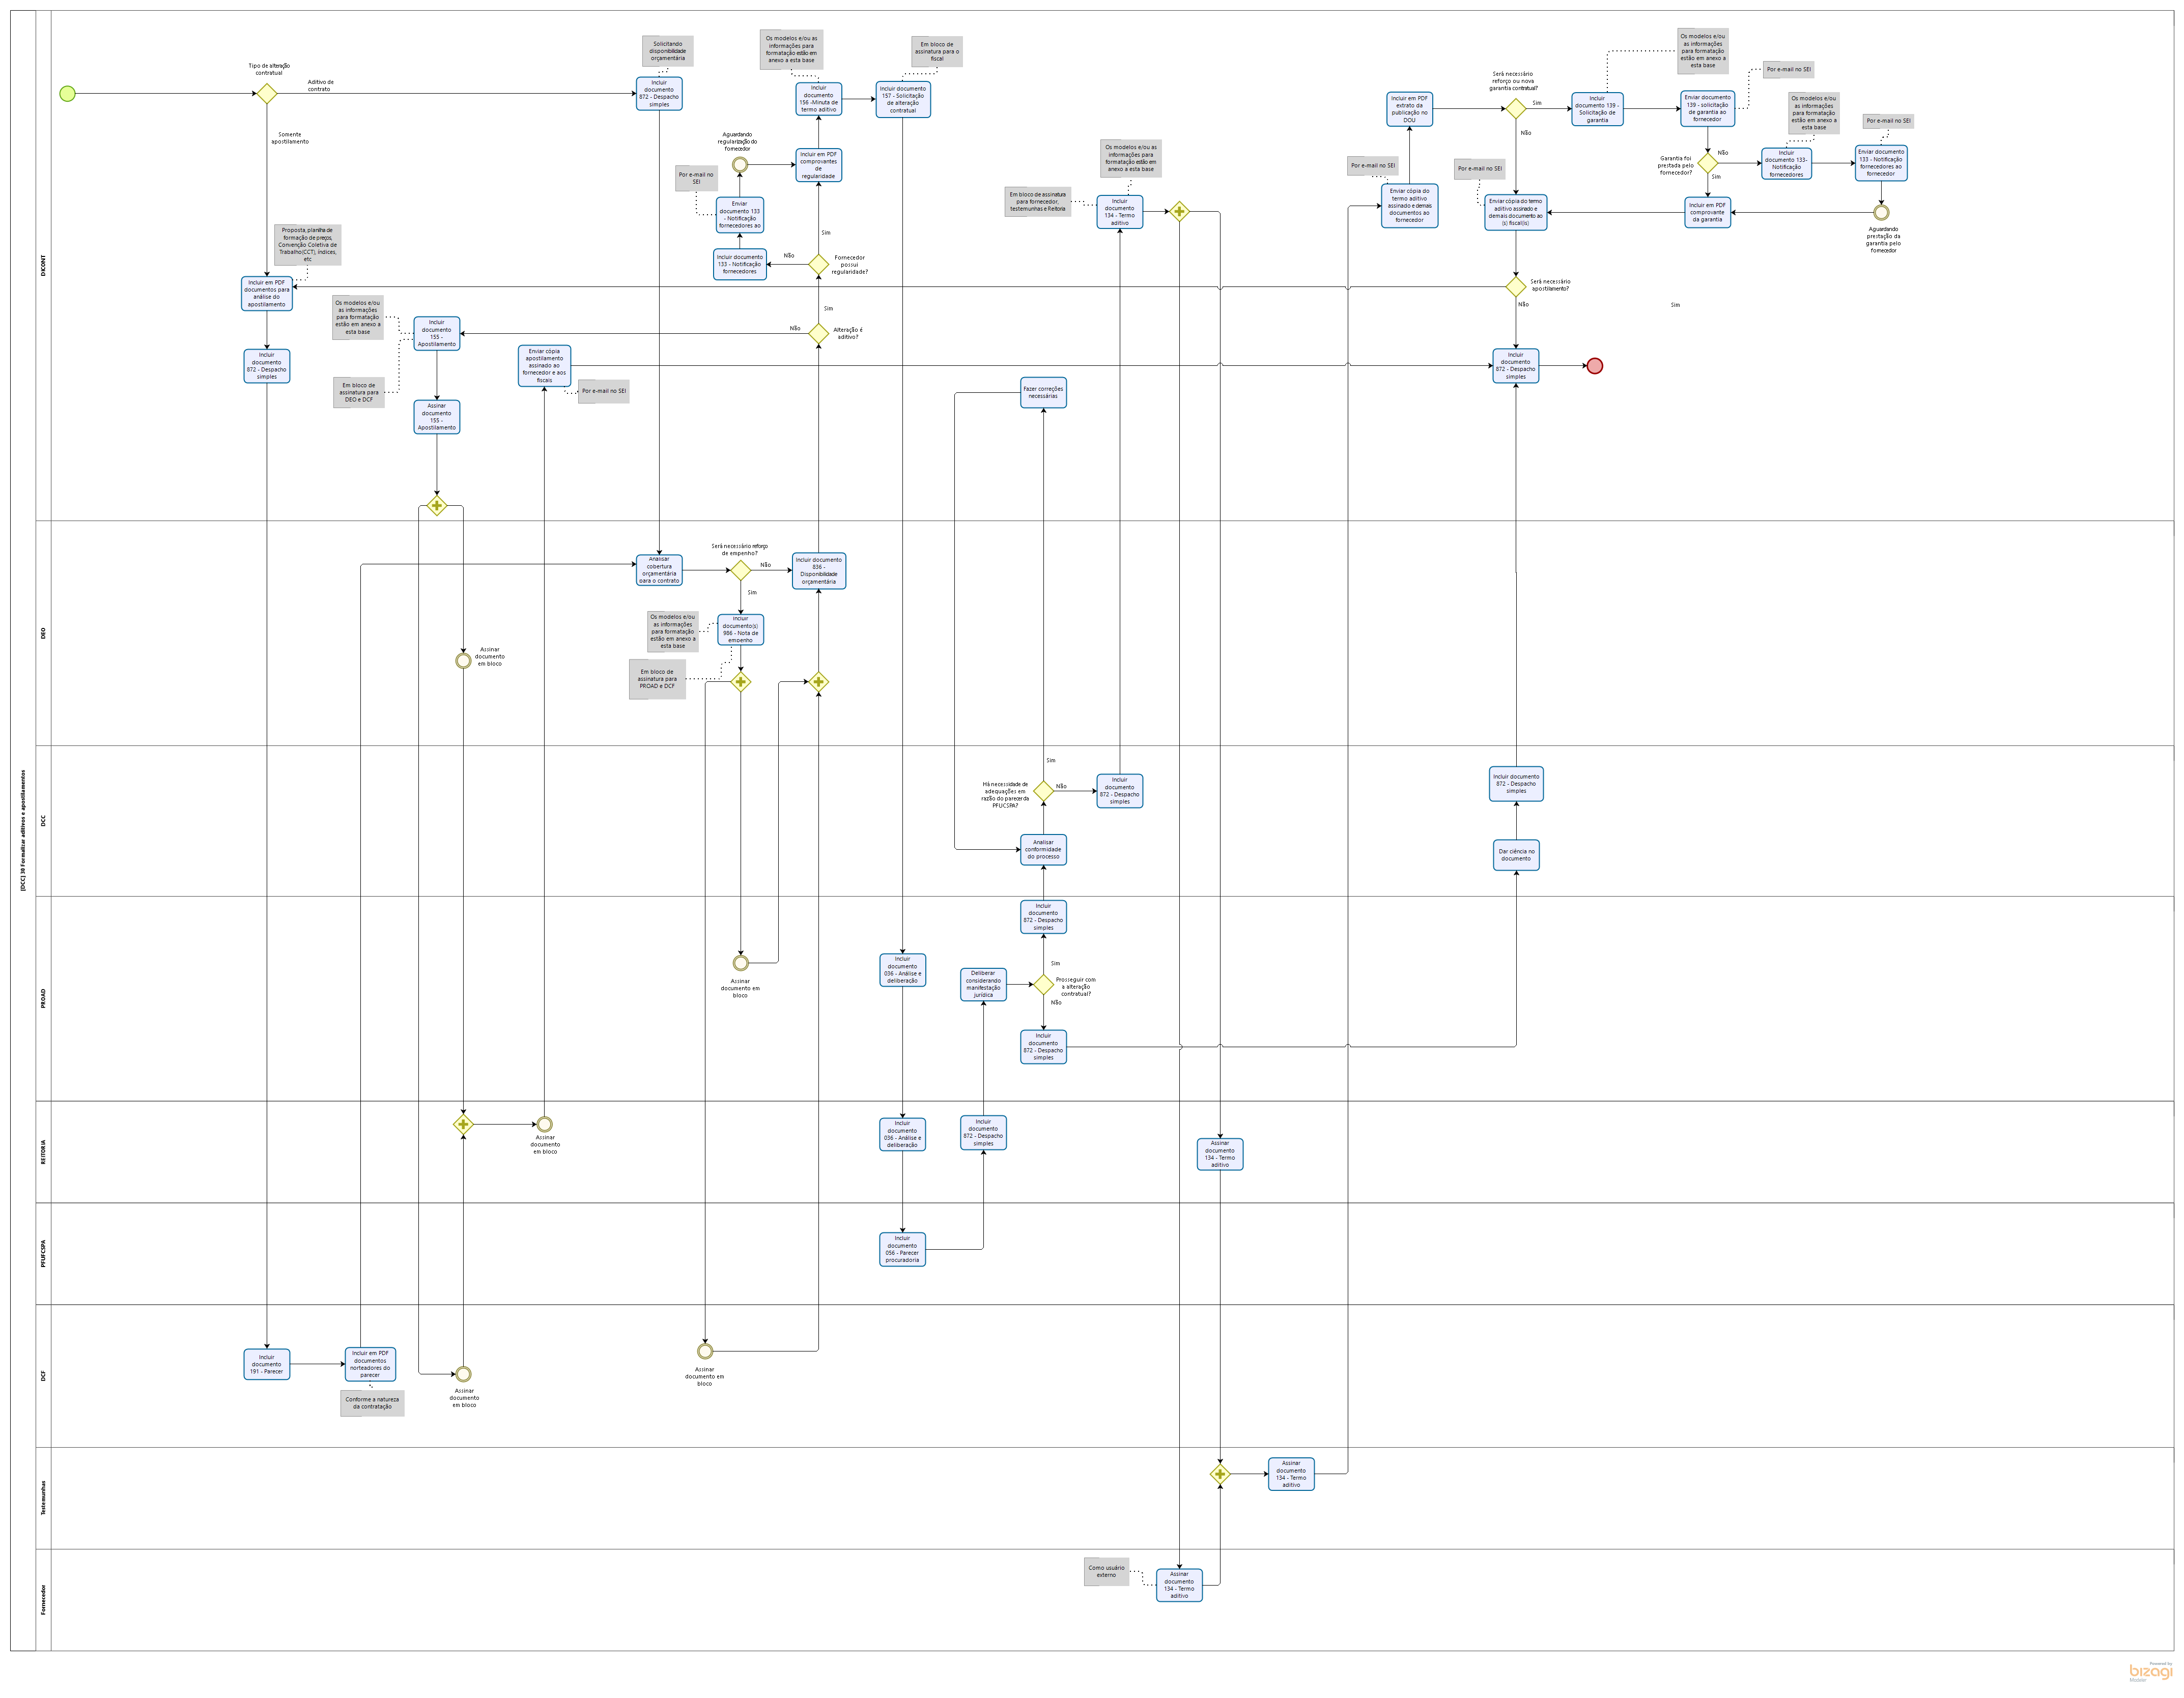 (DCC) 38 Formalizar aditivos e apostilamentos
DICONT
Tipo de alteração
contratual
Aditivo de
contrato
Somente
apostilamento
Solicitando
disponibilidade
orçamentária
Incluir
documento
872 - Despacho
simples
Os modelos e/ou as
informações para
formatação estão em
anexo a esta base
Incluir
documento
156 -Minuta de
termo aditivo
Em bloco de
assinatura para o
fiscal
Incluir documento
157 - Solicitação
de alteração
contratual
Aguardando
regularização do
fornecedor
Incluir em PDF
comprovantes
de
regularidade
Por e-mail no
SEI
Enviar
documento 133
- Notificação
fornecedores ao
Incluir documento
133 - Notificação
fornecedores
Não
Sim
Fornecedor
possui
regularidade?
Sim
Não
Alteração é
aditivo?
Proposta, planilha de
formação de preços,
Convenção Coletiva de
Trabalho(CCT), índices,
etc
Incluir em PDF
documentos para
análise do
apostilamento
Incluir
documento
872 - Despacho
simples
Os modelos e/ou
as informações
para formatação
estão em anexo a
esta base
Incluir
documento
155 -
Apostilamento
Em bloco de
assinatura para
DEO e DCF
Assinar
documento
155 -
Apostilamento
Enviar cópia
apostilamento
assinado ao
fornecedor e aos
fiscais
Por e-mail no SEI
Fazer correções
necessárias
Os modelos e/ou as
informações para
formatação estão em
anexo a esta base
Em bloco de assinatura
para fornecedor,
testemunhas e Reitoria
Incluir
documento
134 - Termo
aditivo
Incluir em PDF
extrato da
publicação no
DOU
Por e-mail no SEI
Enviar cópia do
termo aditivo
assinado e demais
documentos ao
fornecedor
Será necessário
reforço ou nova
garantia contratual?
Sim
Não
Incluir
documento 139 -
Solicitação de
garantia
Os modelos e/ou
as informações
para formatação
estão em anexo
a esta base
Por e-mail no SEI
Enviar documento
139 - solicitação
de garantia ao
fornecedor
Os modelos e/ou
as informações
para formatação
estão em anexo a
esta base
Por e-mail no SEI
Garantia foi
prestada pelo
fornecedor?
Não
Sim
Incluir
documento 133-
Notificação
fornecedores
Enviar documento
133 - Notificação
fornecedores ao
fornecedor
Por e-mail no SEI
Enviar cópia do termo
aditivo assinado e
demais documento ao
(s) fiscal(is)
Incluir em PDF
comprovante
da garantia
Aguardando
prestação da
garantia pelo
fornecedor
Será necessário
apostilamento?
Não
Sim
Incluir
documento
872 - Despacho
simples
DEO
Assinar
documento
em bloco
Analisar
cobertura
orçamentária
para o contrato
Será necessário reforço
de empenho?
Não
Sim
Incluir documento
836 -
Disponibilidade
orçamentária
Os modelos e/ou
as informações
para formatação
estão em anexo a
esta base
Incluir
documento(s)
986 - Nota de
empenho
Em bloco de
assinatura para
PROAD e DCF
DCC
Sim
Há necessidade de
adequações em
razão do parecer da
PFUCSPA?
Não
Incluir
documento
872 - Despacho
simples
Analisar
conformidade
do processo
Incluir documento
872 - Despacho
simples
Dar ciência no
documento
PROAD
Assinar
documento em
bloco
Incluir
documento
036 - Análise e
deliberação
Incluir
documento
872 - Despacho
simples
Deliberar
considerando
manifestação
jurídica
Sim
Prosseguir com
a alteração
contratual?
Não
Incluir
documento
872 - Despacho
simples
REITORIA
Assinar
documento
em bloco
Incluir
documento
036 - Análise e
deliberação
Incluir
documento
872 - Despacho
simples
Assinar
documento
134 - Termo
aditivo
PFUFCSPA
Incluir
documento
056 - Parecer
procuradoria
DCF
Incluir
documento
191 - Parecer
Incluir em PDF
documentos
norteadores do
parecer
Conforme a natureza
da contratação
Assinar
documento
em bloco
Assinar
documento em
bloco
Testemunhas
Assinar
documento
134 - Termo
aditivo
Fornecedor
Como usuário
externo
Assinar
documento
134 - Termo
aditivo
Powered by
bizagi
Modeler